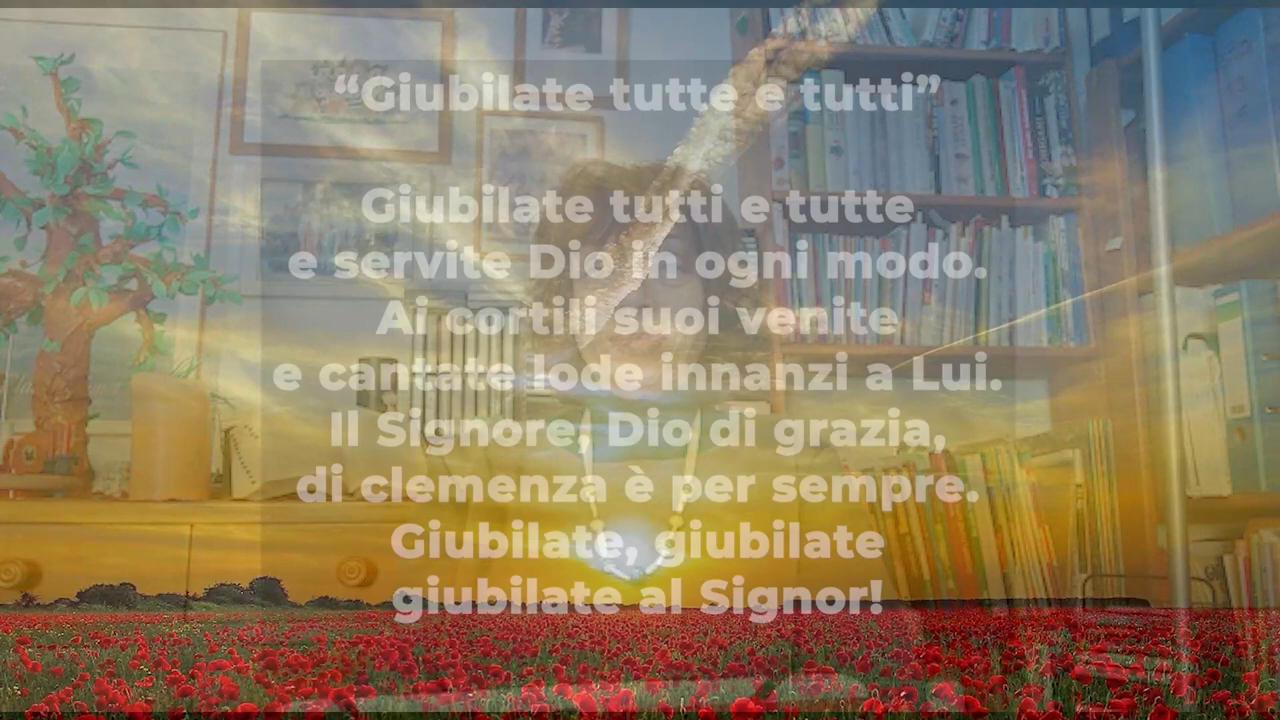 “Giubilate tutte e tutti”
Giubilate tutti e tutte
e servite Dio in ogni modo.
Ai cortili suoi venite
e cantate lode innanzi a Lui.
Il Signore, Dio di grazia,
di clemenza è per sempre.
Giubilate, giubilate
giubilate al Signor!